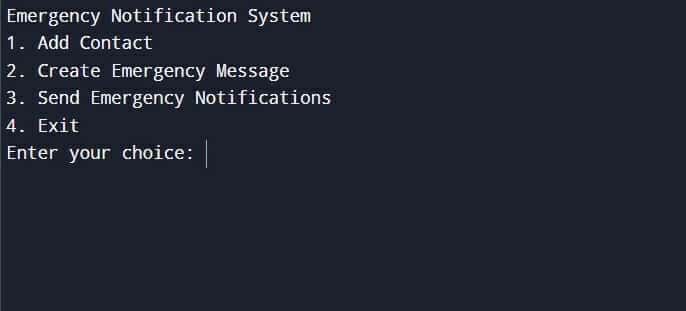 Emergency Notification System
1. Add Contact
2. Create Emergency Message
3. Send Emergency Notifications
4. Exit
Enter your choice: